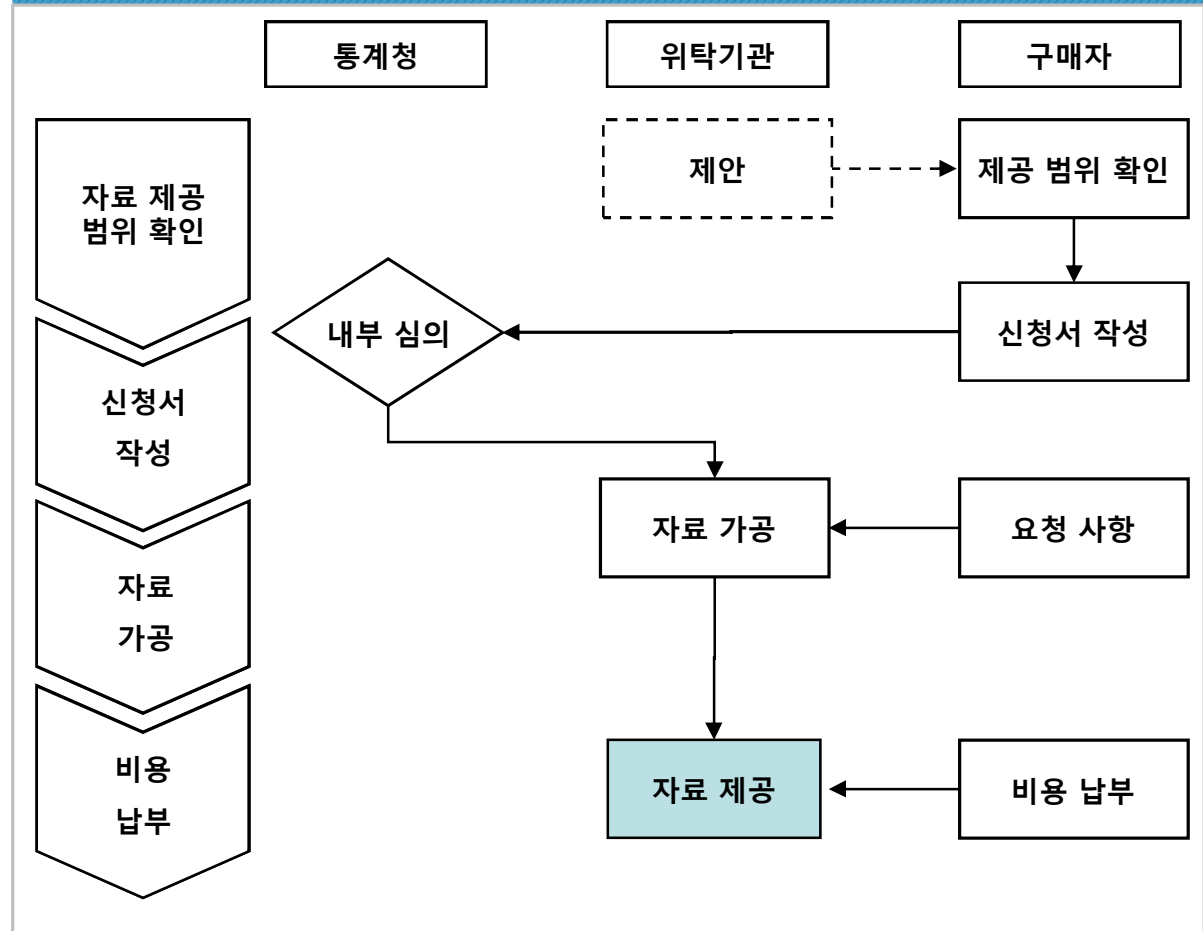 통계청
위탁기관
구매자
자료 제공
범위 확인
제안
제공 범위 확인
내부 심의
신청서 작성
신청서
작성
자료 가공
요청 사항
자료
가공
비용
납부
자료 제공
비용 납부